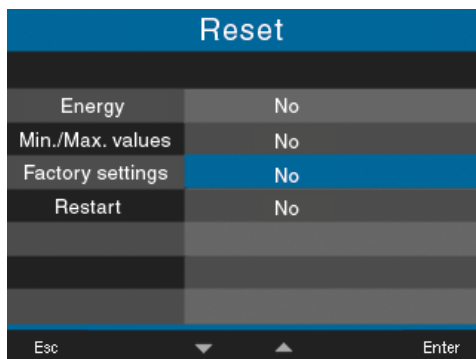 Reset
Energy No
Min./Max. values No
Factory settings No
Restart No
Esc Enter